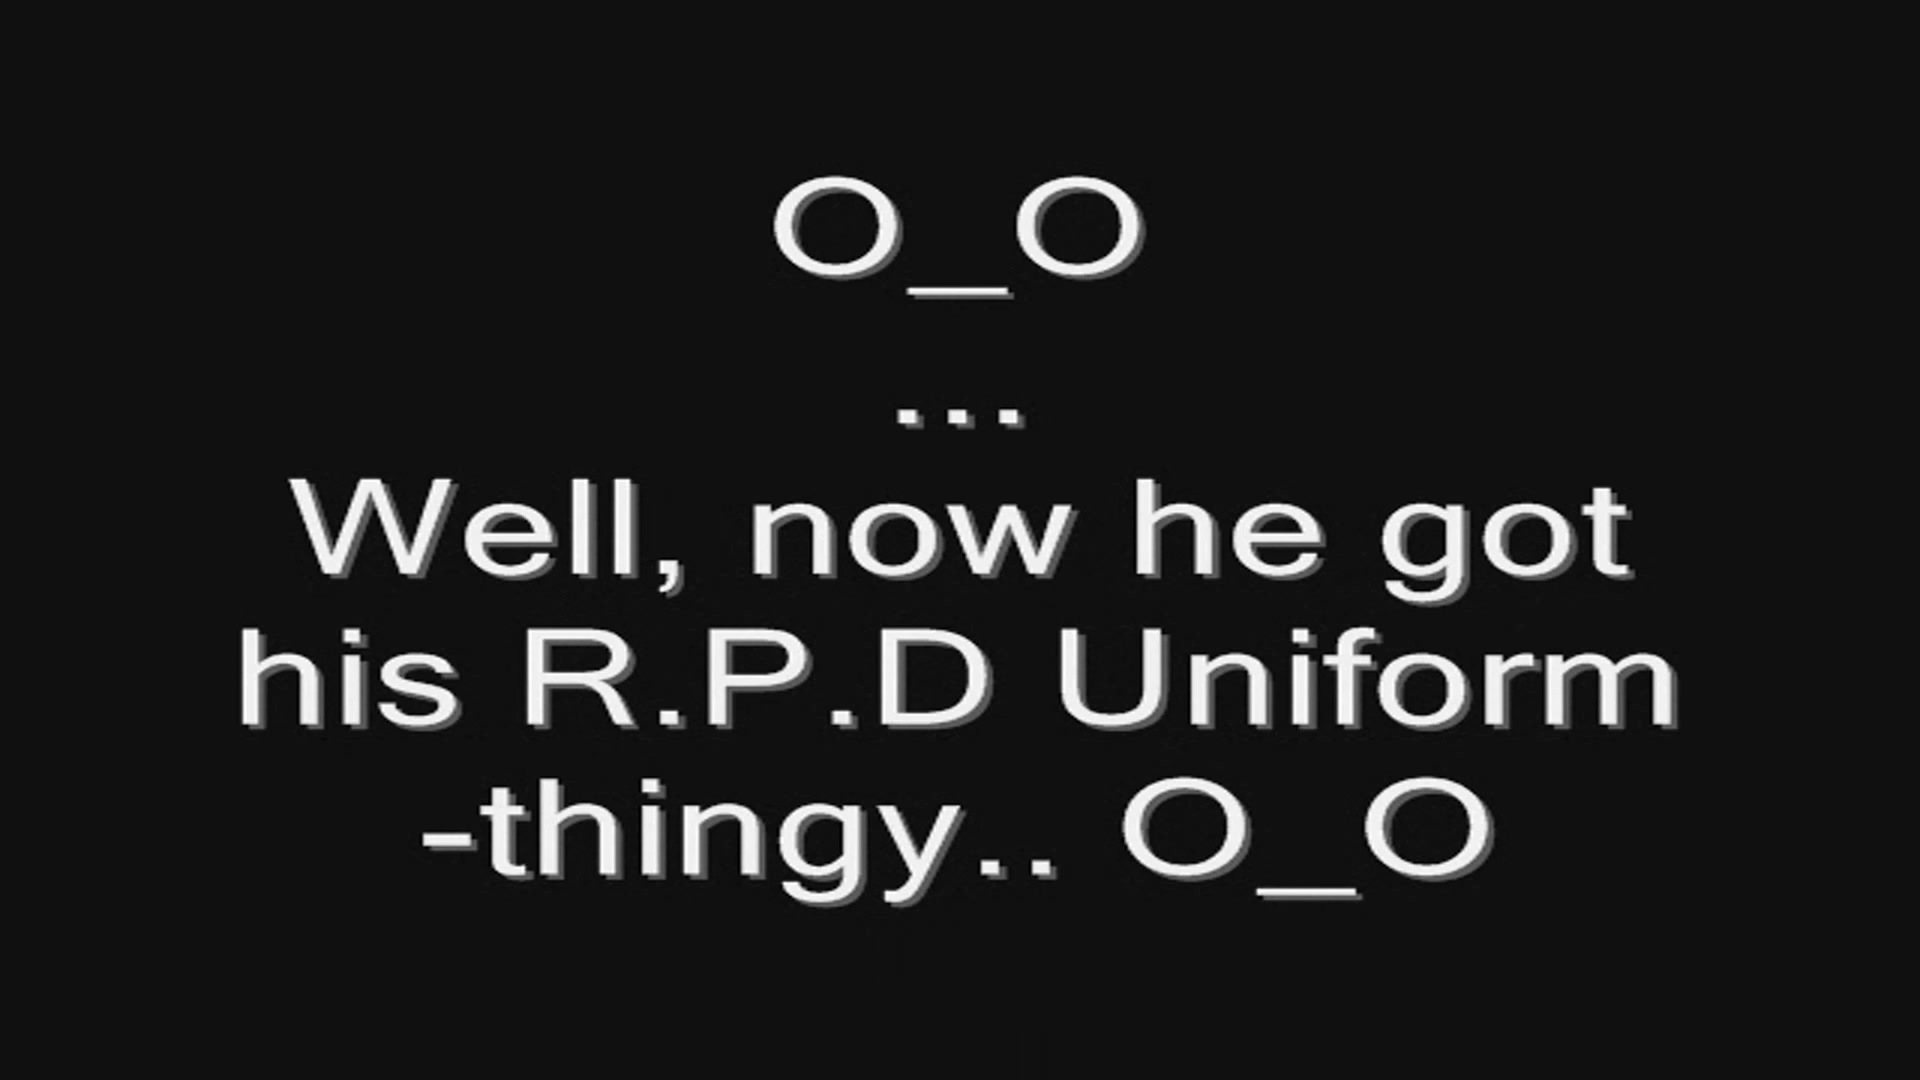 O_O
...
Well, now he got
his R.P.D Uniform
-thingy.. O_O